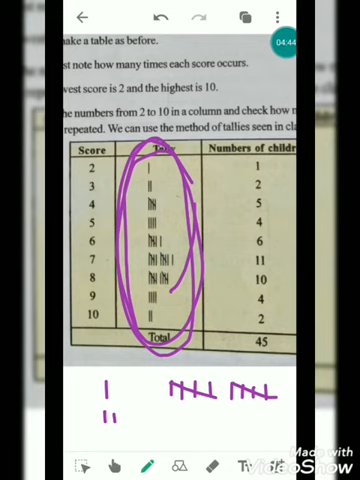 04:44
make a table as before.
st note how many times each score occurs.
west score is 2 and the highest is 10.
he numbers from 2 to 10 in a column and check how
repeated. We can use the method of tallies seen in
Score Tally Numbers of
2 | 1
3 || 2
4 5
5 |||| 4
6 6
7 11
8 10
9 |||| 4
10 || 2
Total 45
Made with
VideoShow